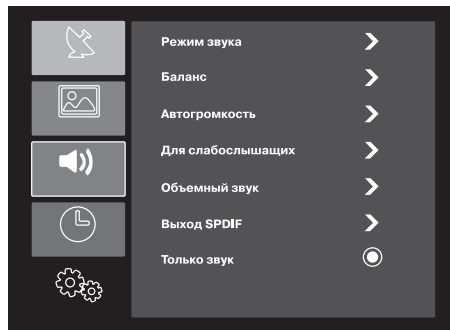 Режим звука
Баланс
Автогромкость
Для слабослышащих
Объемный звук
Выход SPDIF
Только звук